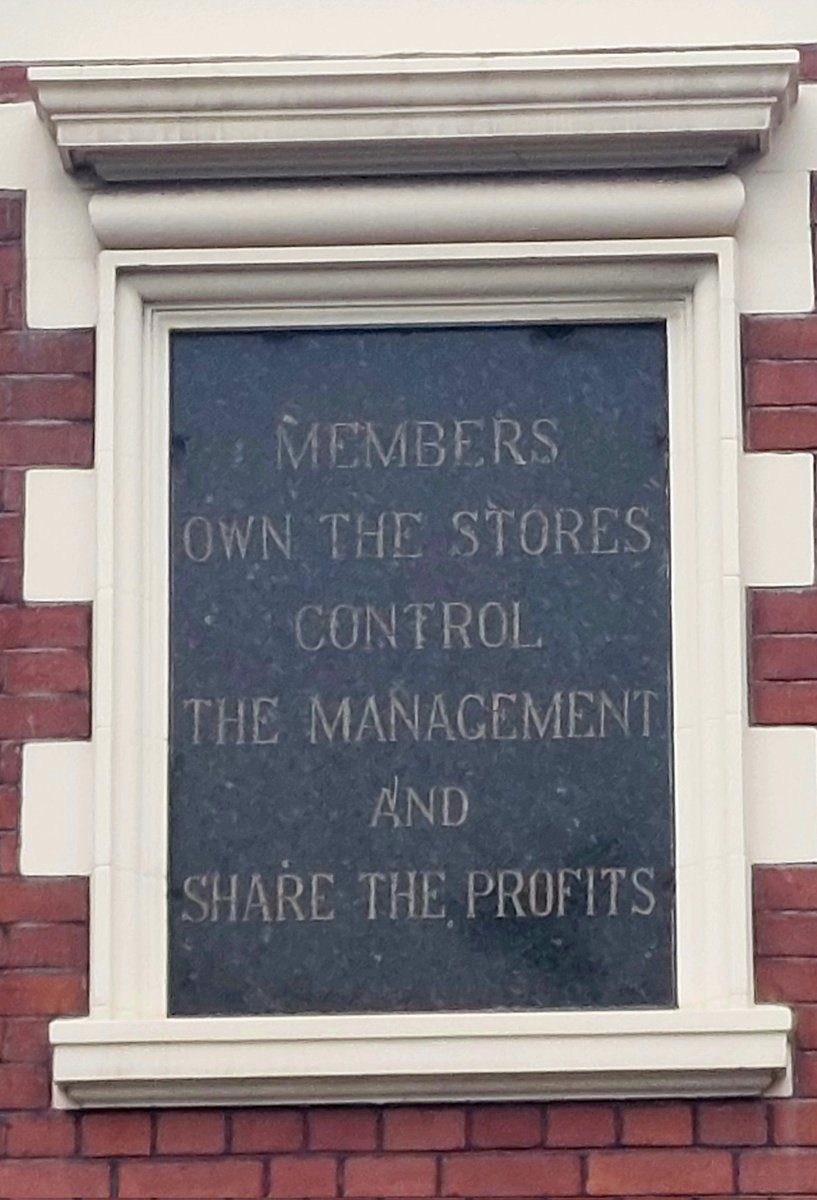 MEMBERS
OWN THE STORES
CONTROL
THE MANAGEMENT
AND
SHARE THE PROFITS